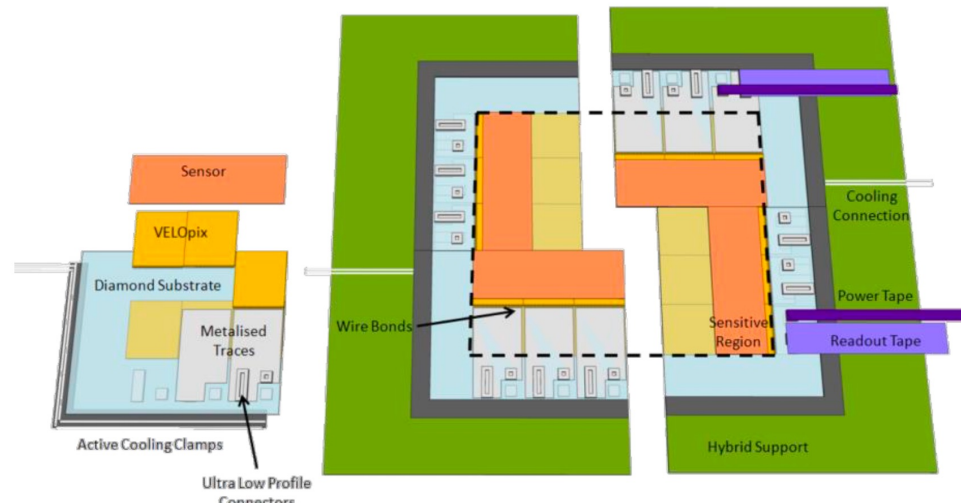 Sensor
VELOpix
Diamond Substrate
Metalised
Traces
Active Cooling Clamps
Ultra Low Profile
Connectors
Wire Bonds
Sensitive
Region
Cooling
Connection
Power Tape
Readout Tape
Hybrid Support